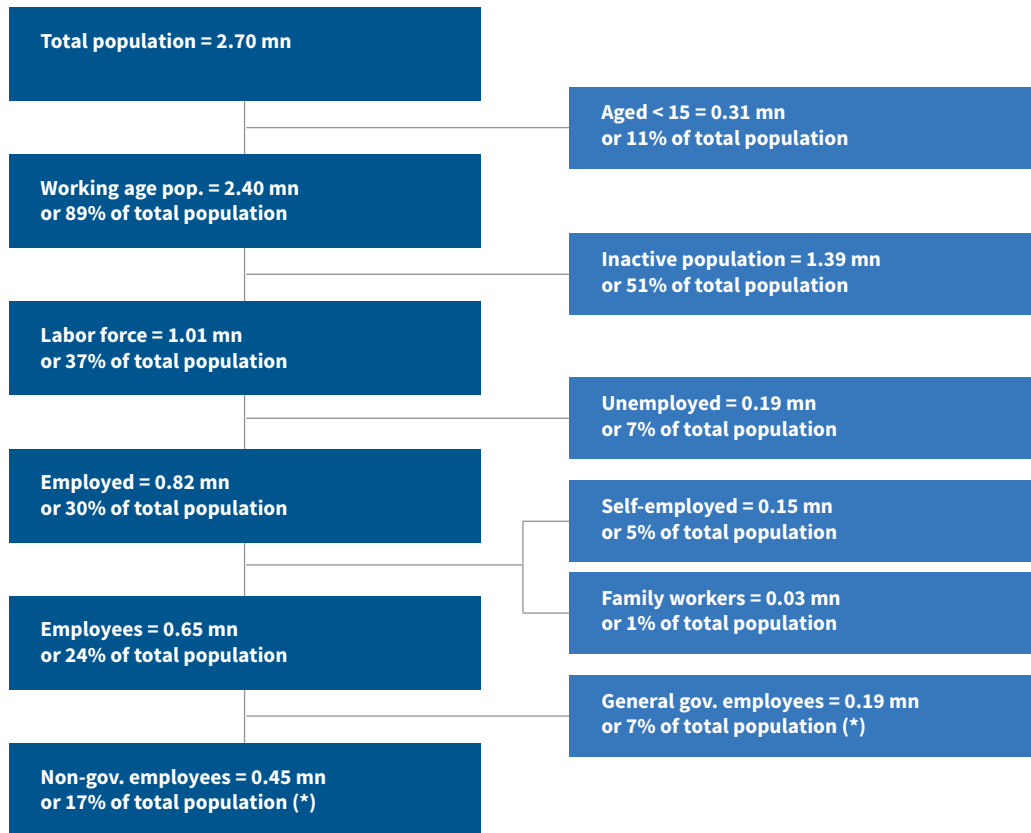 Total population = 2.70 mn
Aged < 15 = 0.31 mn
or 11% of total population
Working age pop. = 2.40 mn
or 89% of total population
Inactive population = 1.39 mn
or 51% of total population
Labor force = 1.01 mn
or 37% of total population
Unemployed = 0.19 mn
or 7% of total population
Employed = 0.82 mn
or 30% of total population
Self-employed = 0.15 mn
or 5% of total population
Family workers = 0.03 mn
or 1% of total population
Employees = 0.65 mn
or 24% of total population
General gov. employees = 0.19 mn
or 7% of total population (*)
Non-gov. employees = 0.45 mn
or 17% of total population (*)